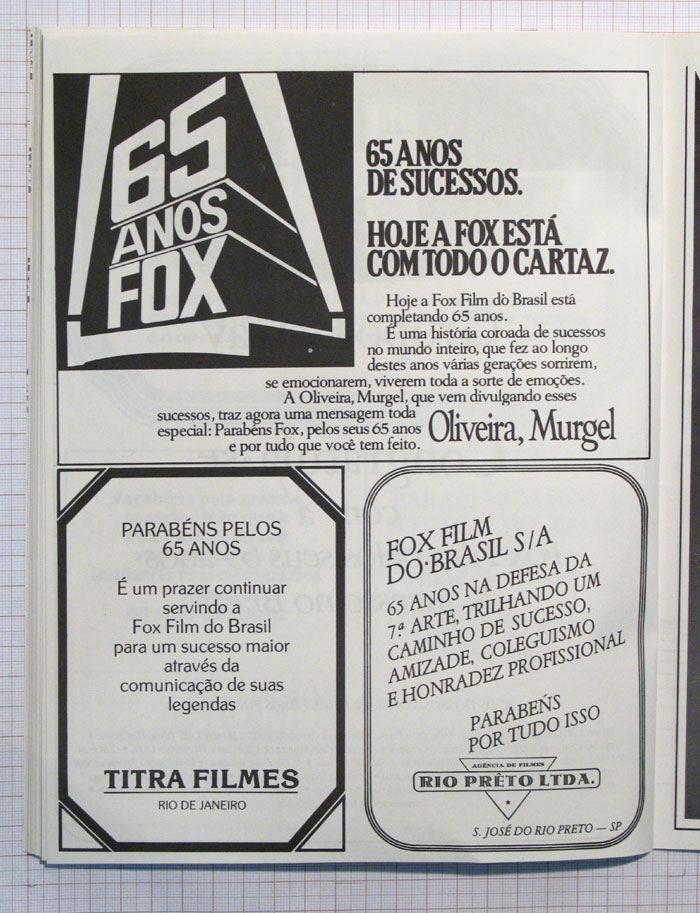 65
ANOS
FOX
65 ANOS
DE SUCESSOS.
HOJE A FOX ESTÁ
COM TODO O CARTAZ.
Hoje a Fox Film do Brasil está
completando 65 anos.
É uma história coroada de sucessos
no mundo inteiro, que fez ao longo
destes anos várias gerações sorrirem,
se emocionarem, viverem toda a sorte de emoções.
A Oliveira, Murgel, que vem divulgando esses
sucessos, traz agora uma mensagem toda
especial: Parabéns Fox, pelos seus 65 anos
e por tudo que você tem feito.
Oliveira, Murgel
PARABÉNS PELOS
65 ANOS
É um prazer continuar
servindo a
Fox Film do Brasil
para um sucesso maior
através da
comunicação de suas
legendas
TITRA FILMES
RIO DE JANEIRO
FOX FILM
DO BRASIL S/A
65 ANOS NA DEFESA DA
7ª ARTE, TRILHANDO UM
CAMINHO DE SUCESSO,
AMIZADE, COLEGUISMO
E HONRADEZ PROFISSIONAL
PARABEŃS
POR TUDO ISSO
AGÊNCIA DE FILMES
RIO PRÊTO LTDA.
S. JOSÉ DO RIO PRETO — SP